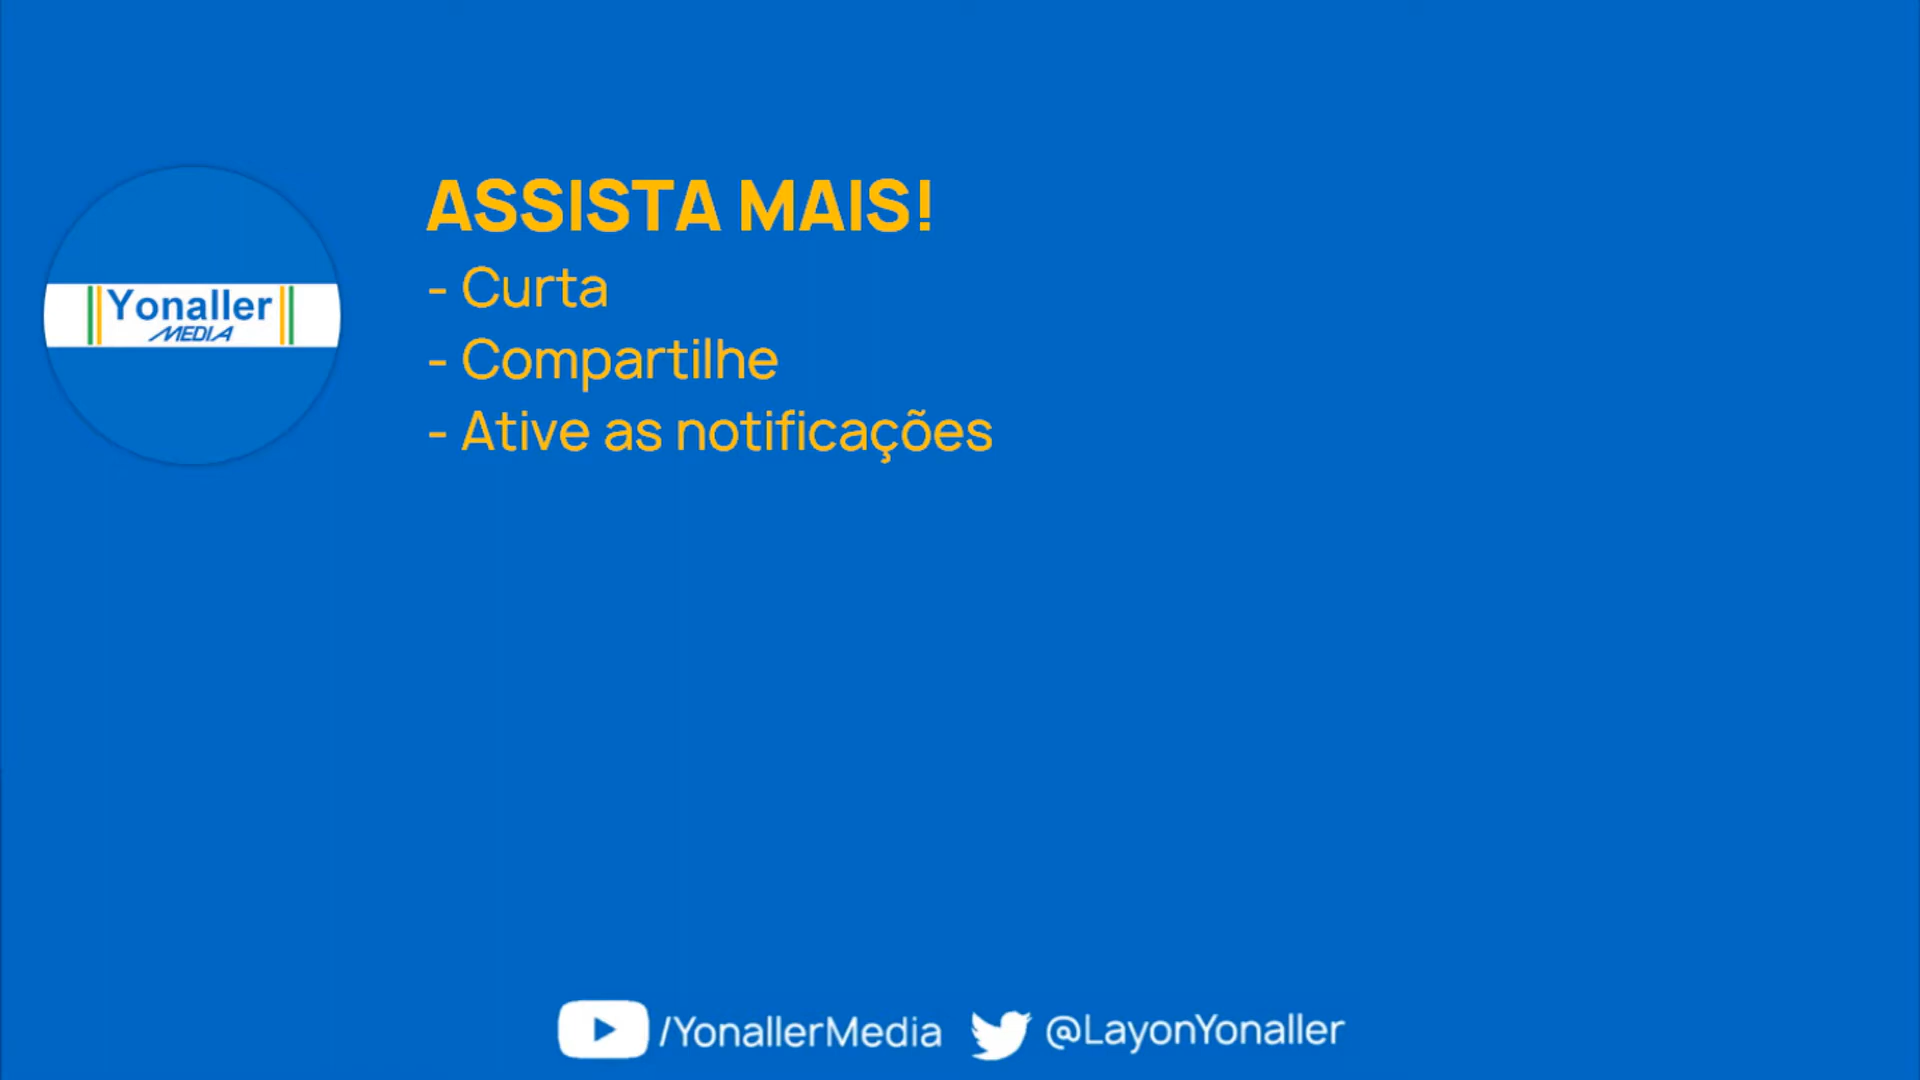 Yonaller
MEDIA
ASSISTA MAIS!
- Curta
- Compartilhe
- Ative as notificações
/YonallerMedia
@LayonYonaller